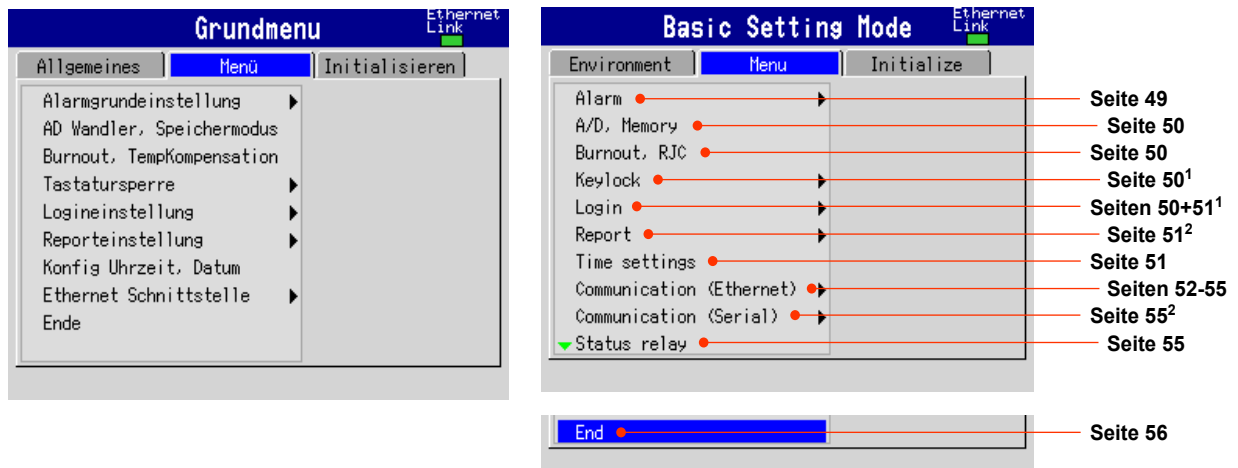 Grundmenu
Ethernet
Link
Allgemeines Menü Initialisieren
Alarmgrundeinstellung
AD Wandler, Speichermodus
Burnout, TempKompensation
Tastatursperre
Logineinstellung
Reporteinstellung
Konfig Uhrzeit, Datum
Ethernet Schnittstelle
Ende
Basic Setting Mode
Ethernet
Link
Environment Menu Initialize
Alarm Seite 49
A/D, Memory Seite 50
Burnout, RJC Seite 50
Keylock Seite 50¹
Login Seiten 50+51¹
Report Seite 51²
Time settings Seite 51
Communication (Ethernet) Seiten 52-55
Communication (Serial) Seite 55²
Status relay Seite 55
End Seite 56